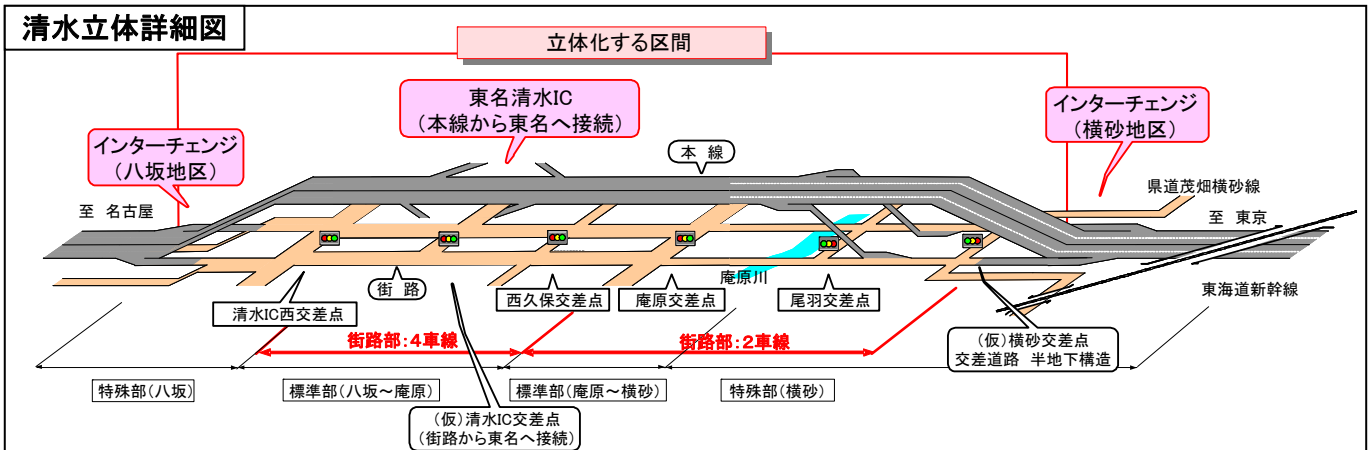 清水立体詳細図
立体化する区間
東名清水IC
（本線から東名へ接続）
インターチェンジ
（横砂地区）
インターチェンジ
（八坂地区）
本 線
県道茂畑横砂線
至 名古屋
至 東京
庵原川
東海道新幹線
街 路
清水IC西交差点
西久保交差点
庵原交差点
尾羽交差点
街路部：4車線
街路部：2車線
（仮）横砂交差点
交差道路 半地下構造
特殊部（八坂）
標準部（八坂～庵原）
標準部（庵原～横砂）
特殊部（横砂）
（仮）清水IC交差点
（街路から東名へ接続）